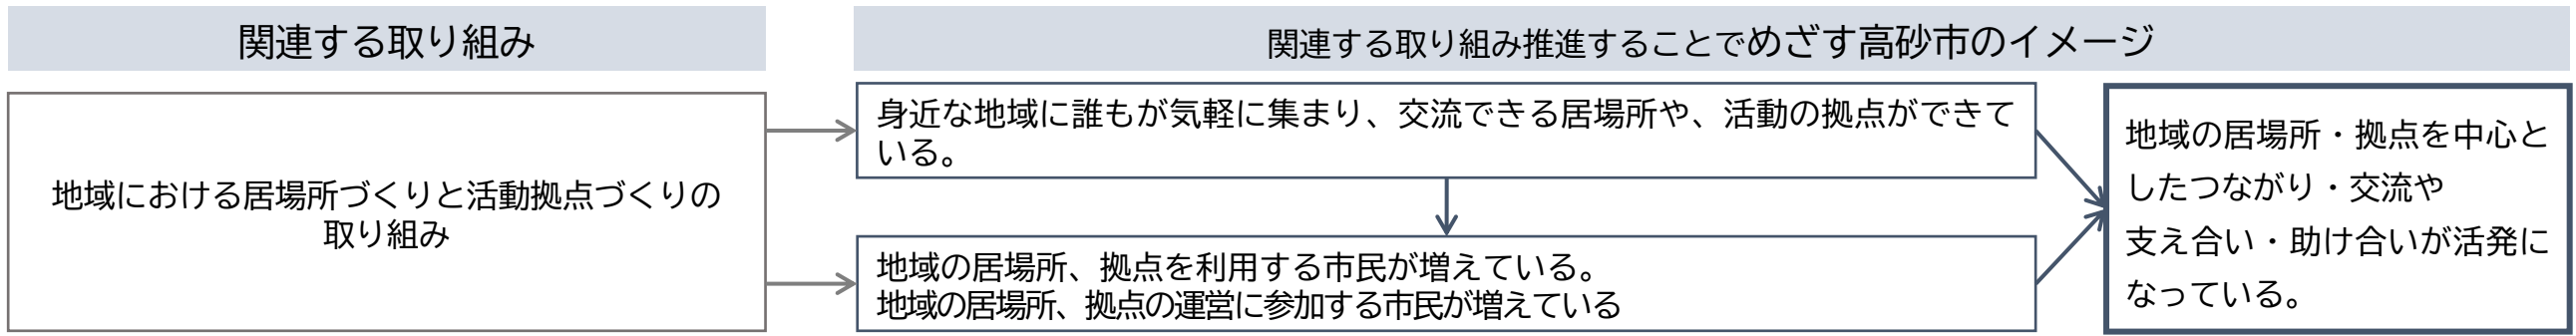 関連する取り組み
関連する取り組み推進することでめざす高砂市のイメージ
地域における居場所づくりと活動拠点づくりの
取り組み
身近な地域に誰もが気軽に集まり、交流できる居場所や、活動の拠点ができて
いる。
地域の居場所、拠点を利用する市民が増えている。
地域の居場所、拠点の運営に参加する市民が増えている
地域の居場所・拠点を中心と
したつながり・交流や
支え合い・助け合いが活発に
なっている。